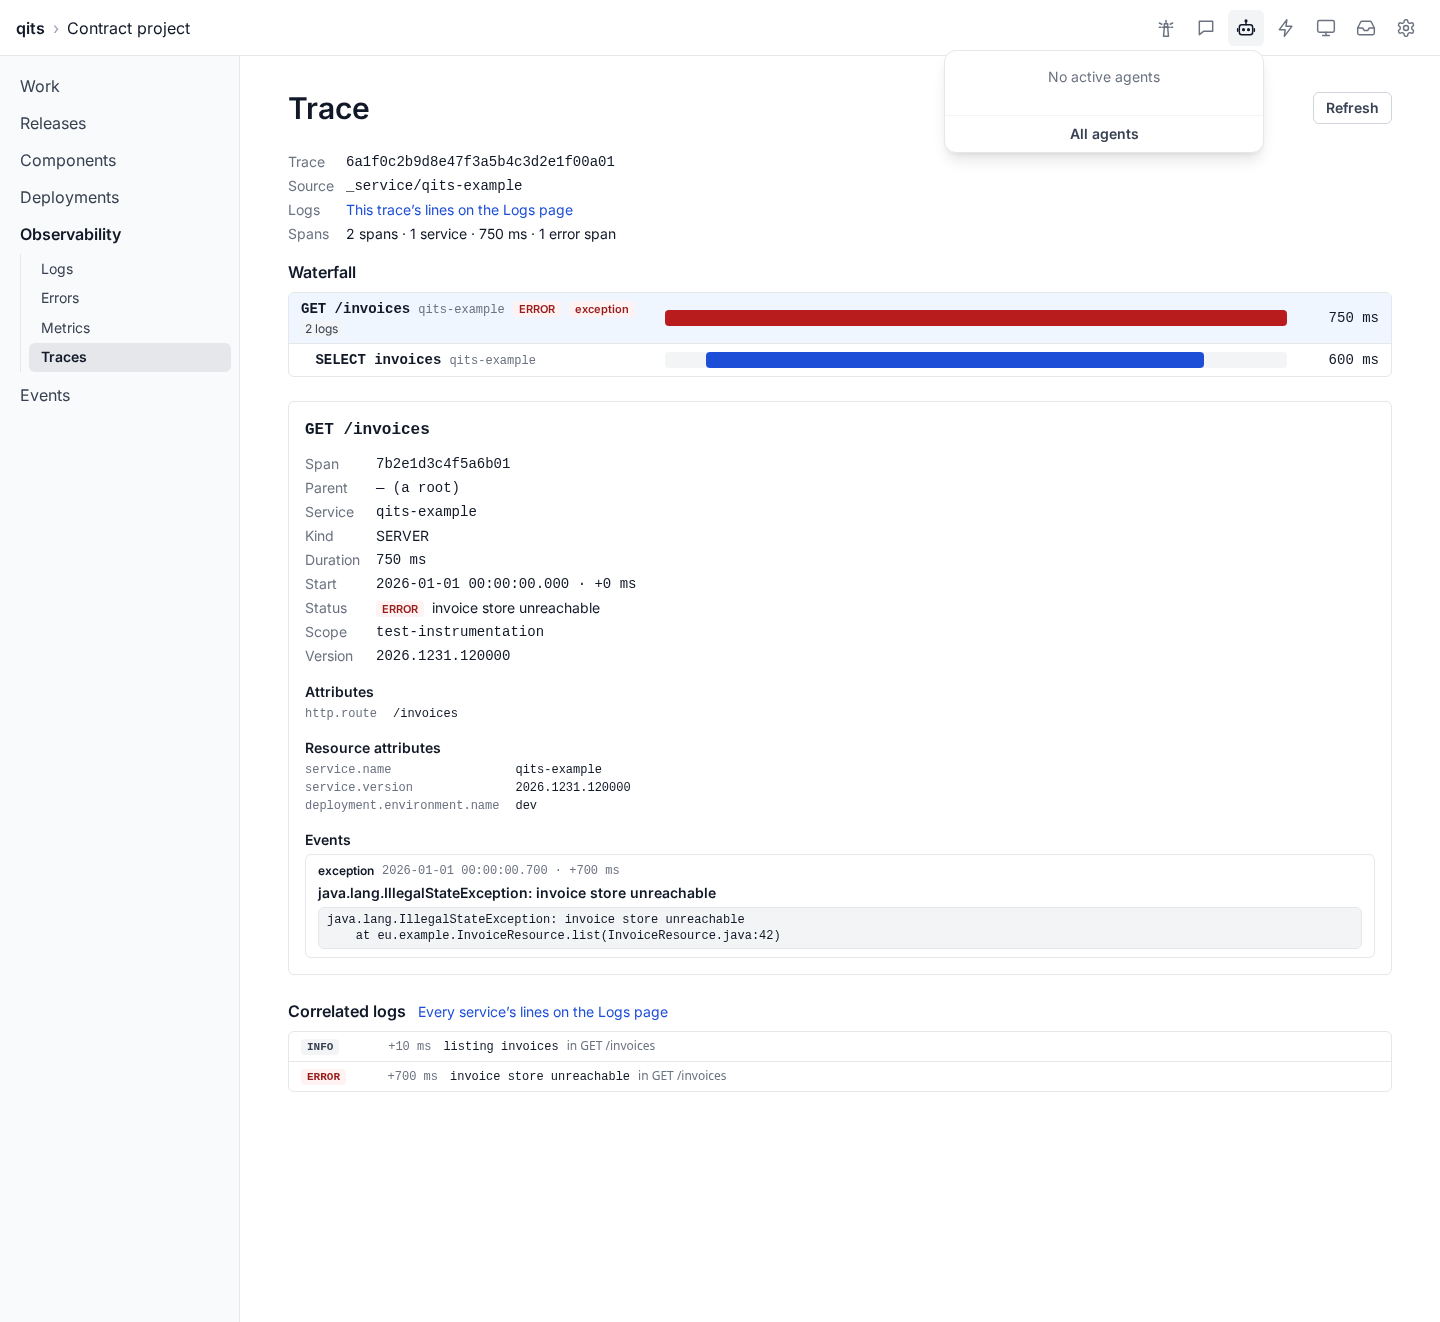 qits › Contract project
No active agents
All agents
Work
Releases
Components
Deployments
Observability
Logs
Errors
Metrics
Traces
Events
Trace
Refresh
Trace 6a1f0c2b9d8e47f3a5b4c3d2e1f00a01
Source _service/qits-example
Logs This trace’s lines on the Logs page
Spans 2 spans · 1 service · 750 ms · 1 error span
Waterfall
GET /invoices qits-example ERROR exception
2 logs
750 ms
SELECT invoices qits-example 600 ms
GET /invoices
Span 7b2e1d3c4f5a6b01
Parent — (a root)
Service qits-example
Kind SERVER
Duration 750 ms
Start 2026-01-01 00:00:00.000 · +0 ms
Status ERROR invoice store unreachable
Scope test-instrumentation
Version 2026.1231.120000
Attributes
http.route /invoices
Resource attributes
service.name qits-example
service.version 2026.1231.120000
deployment.environment.name dev
Events
exception 2026-01-01 00:00:00.700 · +700 ms
java.lang.IllegalStateException: invoice store unreachable
java.lang.IllegalStateException: invoice store unreachable
at eu.example.InvoiceResource.list(InvoiceResource.java:42)
Correlated logs Every service’s lines on the Logs page
INFO +10 ms listing invoices in GET /invoices
ERROR +700 ms invoice store unreachable in GET /invoices